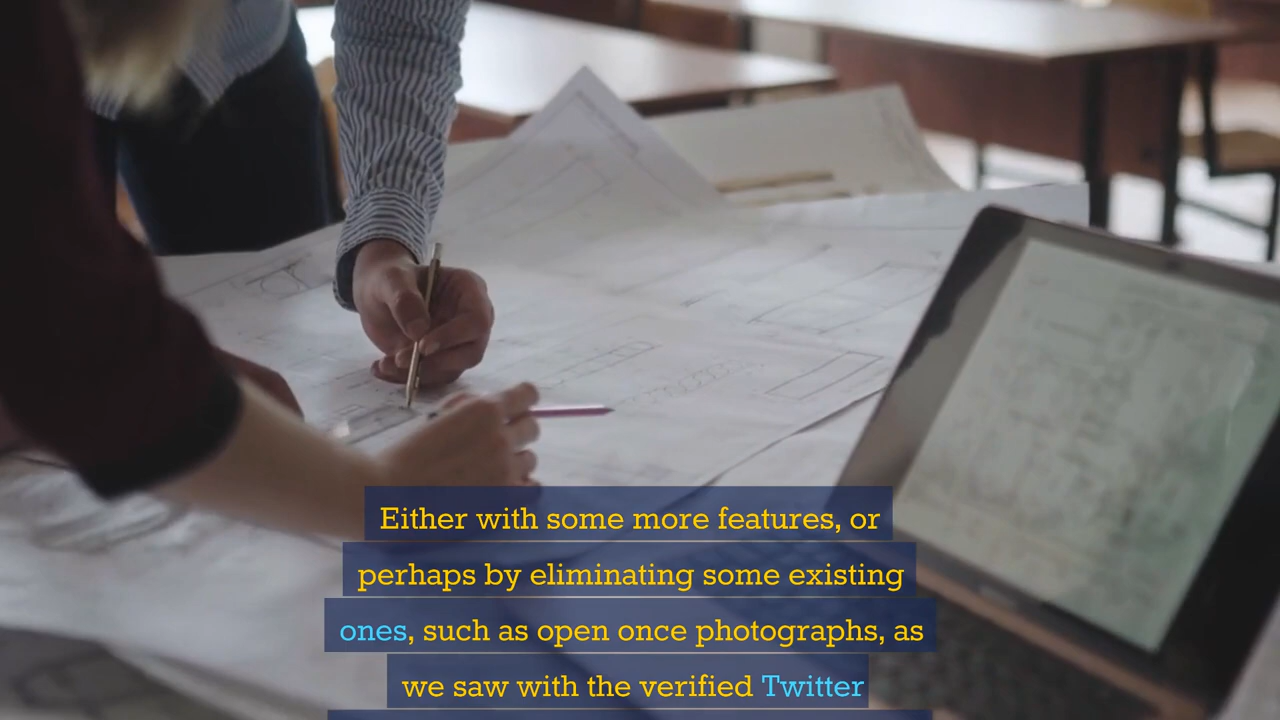 Either with some more features, or
perhaps by eliminating some existing
ones, such as open once photographs, as
we saw with the verified Twitter